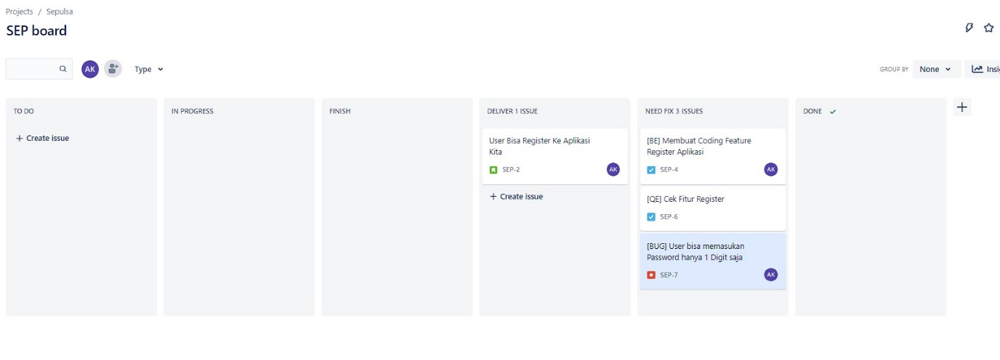 Projects / Sepulsa
SEP board
AK
Type
GROUP BY None
TO DO
Create issue
IN PROGRESS
FINISH
DELIVER 1 ISSUE
User Bisa Register Ke Aplikasi
Kita
SEP-2 AK
Create issue
NEED FIX 3 ISSUES
[BE] Membuat Coding Feature
Register Aplikasi
SEP-4 AK
[QE] Cek Fitur Register
SEP-6
[BUG] User bisa memasukan
Password hanya 1 Digit saja
SEP-7 AK
DONE